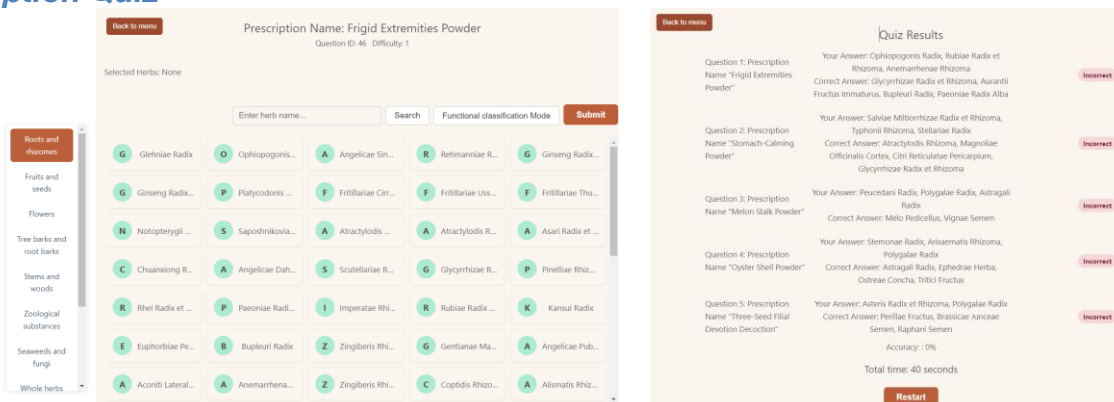 ption Quiz
Back to menu
Prescription Name: Frigid Extremities Powder
Question ID: 46 Difficulty: 1
Selected Herbs: None
Enter herb name...
Search
Functional classification Mode
Submit
Roots and
rhizomes
Fruits and
seeds
Flowers
Tree barks and
root barks
Stems and
woods
Zoological
substances
Seaweeds and
fungi
Whole herbs
G Glehniae Radix
O Ophiopogonis...
A Angelicae Sin...
R Rehmanniae R...
G Ginseng Radix...
G Ginseng Radix...
P Platycodonis ...
F Fritillariae Cirr...
F Fritillariae Uss...
F Fritillariae Thu...
N Notopterygii ...
S Saposhnikovia...
A Atractylodis ...
A Atractylodis R...
A Asari Radix et ...
C Chuanxiong R...
A Angelicae Dah...
S Scutellariae R...
G Glycyrrhizae R...
P Pinelliae Rhiz...
R Rhei Radix et ...
P Paeoniae Radi...
I Imperatae Rhi...
R Rubiae Radix ...
K Kansui Radix
E Euphorbiae Pe...
B Bupleuri Radix
Z Zingiberis Rhi...
G Gentianae Ma...
A Angelicae Pub...
A Aconiti Lateral...
A Anemarrhena...
Z Zingiberis Rhi...
C Coptidis Rhizo...
A Alismatis Rhiz...
Back to menu
Quiz Results
Question 1: Prescription
Name "Frigid Extremities
Powder"
Your Answer: Ophiopogonis Radix, Rubiae Radix et
Rhizoma, Anemarrhenae Rhizoma
Correct Answer: Glycyrrhizae Radix et Rhizoma, Aurantii
Fructus Immaturus, Bupleuri Radix, Paeoniae Radix Alba
Incorrect
Question 2: Prescription
Name "Stomach-Calming
Powder"
Your Answer: Salviae Miltiorrhizae Radix et Rhizoma,
Typhonii Rhizoma, Stellariae Radix
Correct Answer: Atractylodis Rhizoma, Magnoliae
Officinalis Cortex, Citri Reticulatae Pericarpium,
Glycyrrhizae Radix et Rhizoma
Incorrect
Question 3: Prescription
Name "Melon Stalk Powder"
Your Answer: Peucedani Radix, Polygalae Radix, Astragali
Radix
Correct Answer: Melo Pedicellus, Vignae Semen
Incorrect
Question 4: Prescription
Name "Oyster Shell Powder"
Your Answer: Stemonae Radix, Arisaematis Rhizoma,
Polygalae Radix
Correct Answer: Astragali Radix, Ephedrae Herba,
Ostreae Concha, Tritici Fructus
Incorrect
Question 5: Prescription
Name "Three-Seed Filial
Devotion Decoction"
Your Answer: Asteris Radix et Rhizoma, Polygalae Radix
Correct Answer: Perillae Fructus, Brassicae Junceae
Semen, Raphani Semen
Incorrect
Accuracy: : 0%
Total time: 40 seconds
Restart